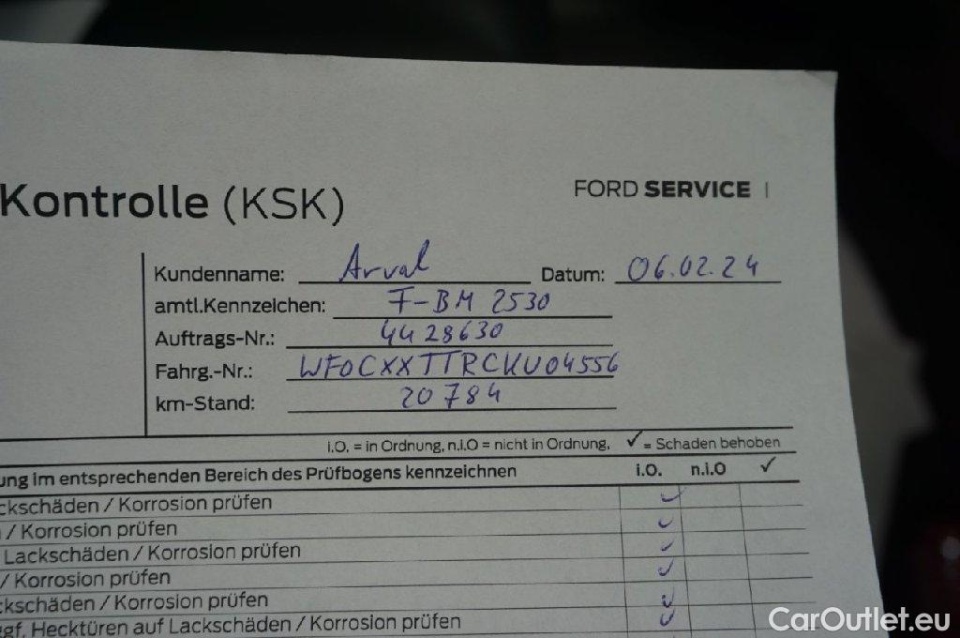 Kontrolle (KSK)
FORD SERVICE |
Kundenname: Arval Datum: 06.02.24
amtl.Kennzeichen: F-BM 2530
Auftrags-Nr.: 4428630
Fahrg.-Nr.: WF0CXXTTRCKU04556
km-Stand: 20784
i.O. = in Ordnung, n.i.O = nicht in Ordnung, ✓ = Schaden behoben
ung im entsprechenden Bereich des Prüfbogens kennzeichnen i.O. n.i.O ✓
ckschäden / Korrosion prüfen ✓
/ Korrosion prüfen ✓
Lackschäden / Korrosion prüfen ✓
/ Korrosion prüfen ✓
ckschäden / Korrosion prüfen ✓
ggf. Hecktüren auf Lackschäden / Korrosion prüfen ✓
CarOutlet.eu